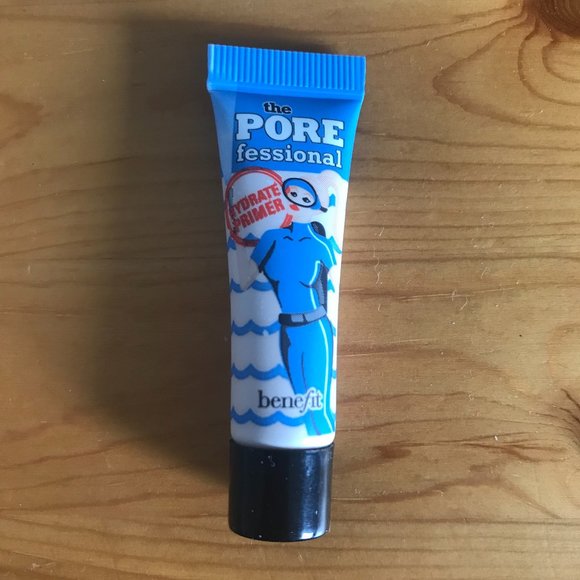 the
PORE
fessional
HYDRATE
PRIMER
benefit